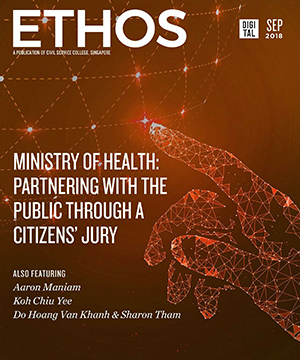 ETHOS
A PUBLICATION OF CIVIL SERVICE COLLEGE, SINGAPORE
DIGI
TAL
SEP
2018
MINISTRY OF HEALTH:
PARTNERING WITH THE
PUBLIC THROUGH A
CITIZENS' JURY
ALSO FEATURING
Aaron Maniam
Koh Chiu Yee
Do Hoang Van Khanh & Sharon Tham